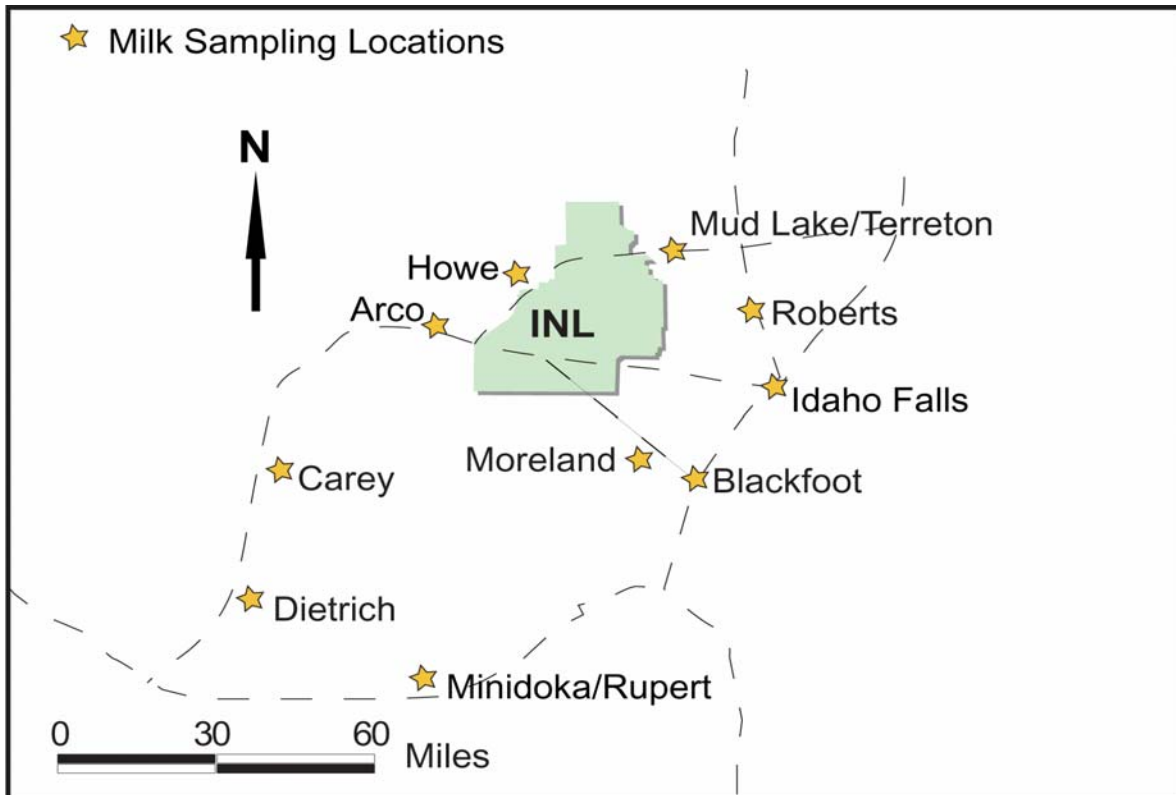 Milk Sampling Locations
N
Mud Lake/Terreton
Howe
Arco
Roberts
INL
Idaho Falls
Moreland
Carey
Blackfoot
Dietrich
Minidoka/Rupert
0 30 60
Miles